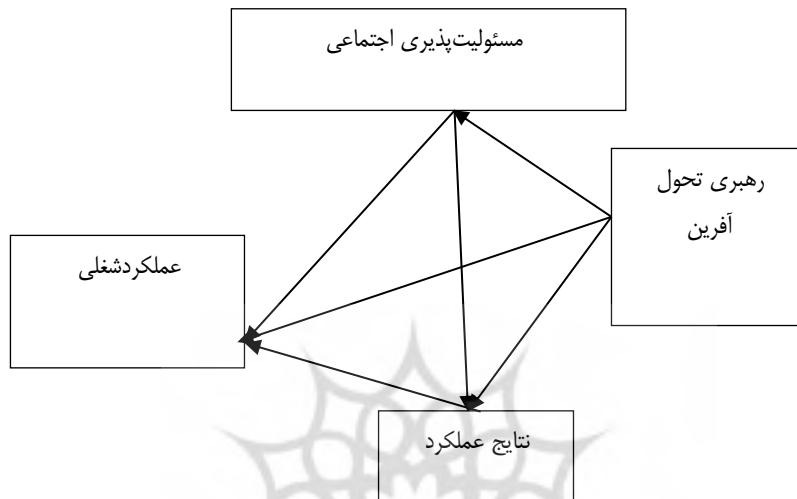 مسئولیت‌پذیری اجتماعی
رهبری تحول
آفرین
عملکردشغلی
نتایج عملکرد